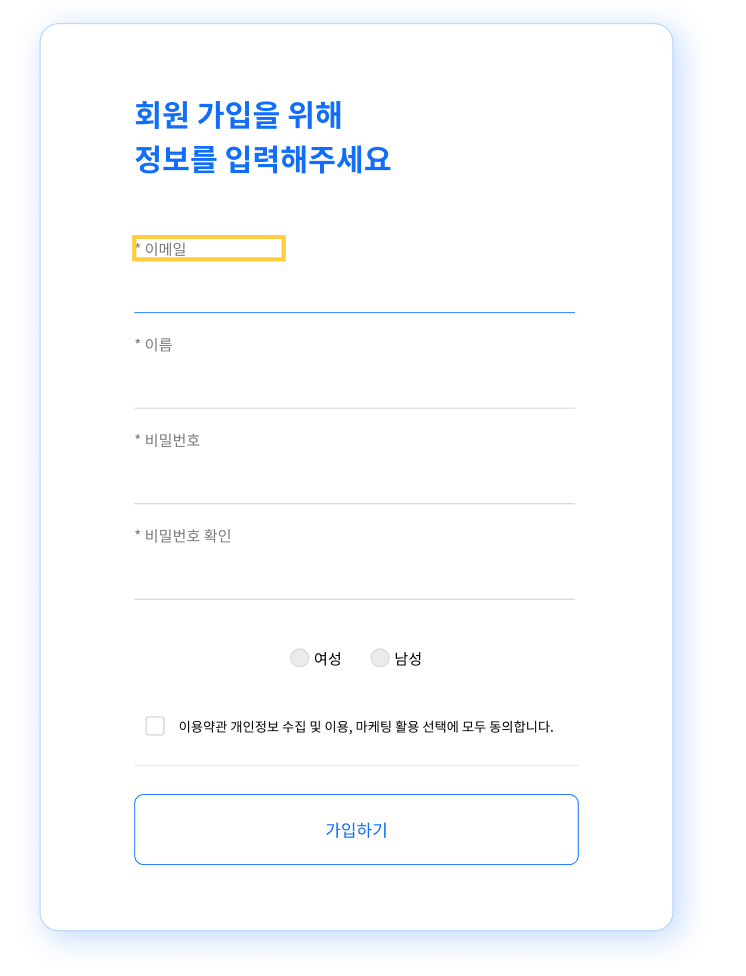 회원 가입을 위해
정보를 입력해주세요
* 이메일
* 이름
* 비밀번호
* 비밀번호 확인
여성 남성
이용약관 개인정보 수집 및 이용, 마케팅 활용 선택에 모두 동의합니다.
가입하기